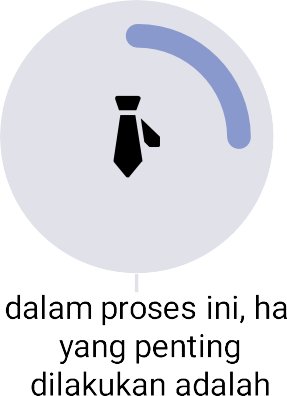 dalam proses ini, ha
yang penting
dilakukan adalah